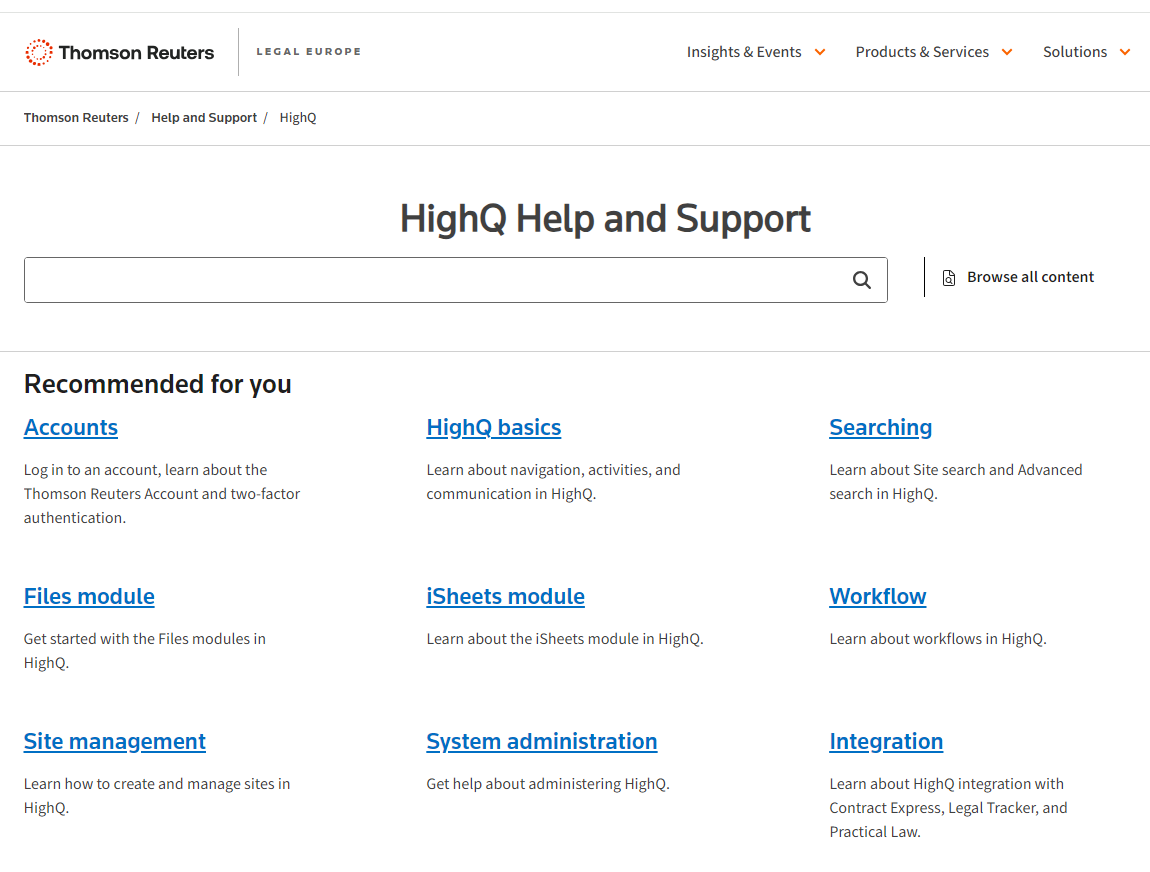 Thomson Reuters
LEGAL EUROPE
Insights & Events
Products & Services
Solutions
Thomson Reuters / Help and Support / HighQ
HighQ Help and Support
Browse all content
Recommended for you
Accounts
Log in to an account, learn about the
Thomson Reuters Account and two-factor
authentication.
HighQ basics
Learn about navigation, activities, and
communication in HighQ.
Searching
Learn about Site search and Advanced
search in HighQ.
Files module
Get started with the Files modules in
HighQ.
iSheets module
Learn about the iSheets module in HighQ.
Workflow
Learn about workflows in HighQ.
Site management
Learn how to create and manage sites in
HighQ.
System administration
Get help about administering HighQ.
Integration
Learn about HighQ integration with
Contract Express, Legal Tracker, and
Practical Law.